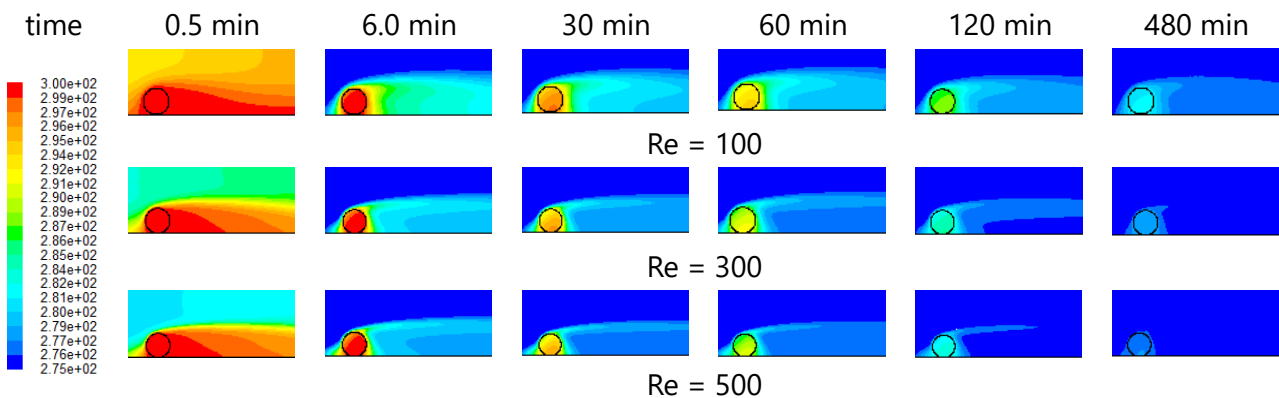 time 0.5 min 6.0 min 30 min 60 min 120 min 480 min
3.00e+02
2.99e+02
2.97e+02
2.96e+02
2.95e+02
2.94e+02
2.92e+02
2.91e+02
2.90e+02
2.89e+02
2.87e+02
2.86e+02
2.85e+02
2.84e+02
2.82e+02
2.81e+02
2.80e+02
2.79e+02
2.77e+02
2.76e+02
2.75e+02
Re = 100
Re = 300
Re = 500